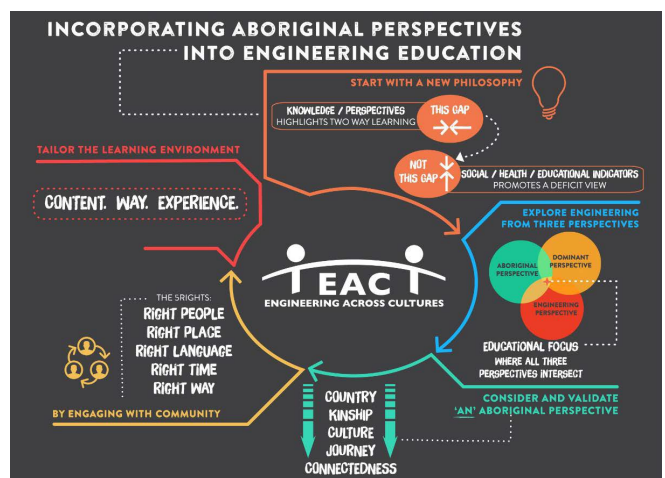 INCORPORATING ABORIGINAL PERSPECTIVES
INTO ENGINEERING EDUCATION
START WITH A NEW PHILOSOPHY
KNOWLEDGE / PERSPECTIVES
HIGHLIGHTS TWO WAY LEARNING
THIS GAP
NOT
THIS GAP
SOCIAL / HEALTH / EDUCATIONAL INDICATORS
PROMOTES A DEFICIT VIEW
TAILOR THE LEARNING ENVIRONMENT
CONTENT. WAY. EXPERIENCE.
EXPLORE ENGINEERING
FROM THREE PERSPECTIVES
ABORIGINAL
PERSPECTIVE
DOMINANT
PERSPECTIVE
ENGINEERING
PERSPECTIVE
EDUCATIONAL FOCUS
WHERE ALL THREE
PERSPECTIVES INTERSECT
EAC
ENGINEERING ACROSS CULTURES
THE 5RIGHTS:
RIGHT PEOPLE
RIGHT PLACE
RIGHT LANGUAGE
RIGHT TIME
RIGHT WAY
BY ENGAGING WITH COMMUNITY
CONSIDER AND VALIDATE
'AN' ABORIGINAL PERSPECTIVE
COUNTRY
KINSHIP
CULTURE
JOURNEY
CONNECTEDNESS